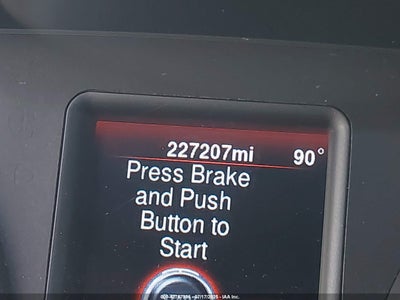 227207mi 90°
Press Brake
and Push
Button to
Start